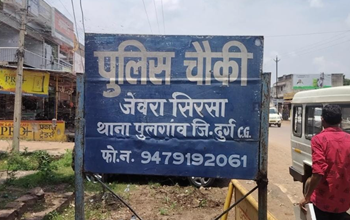 पुलिस चौकी
जेवरा सिरसा
थाना पुलगांव जि.दुर्ग C.G.
फो.न. 9479192061